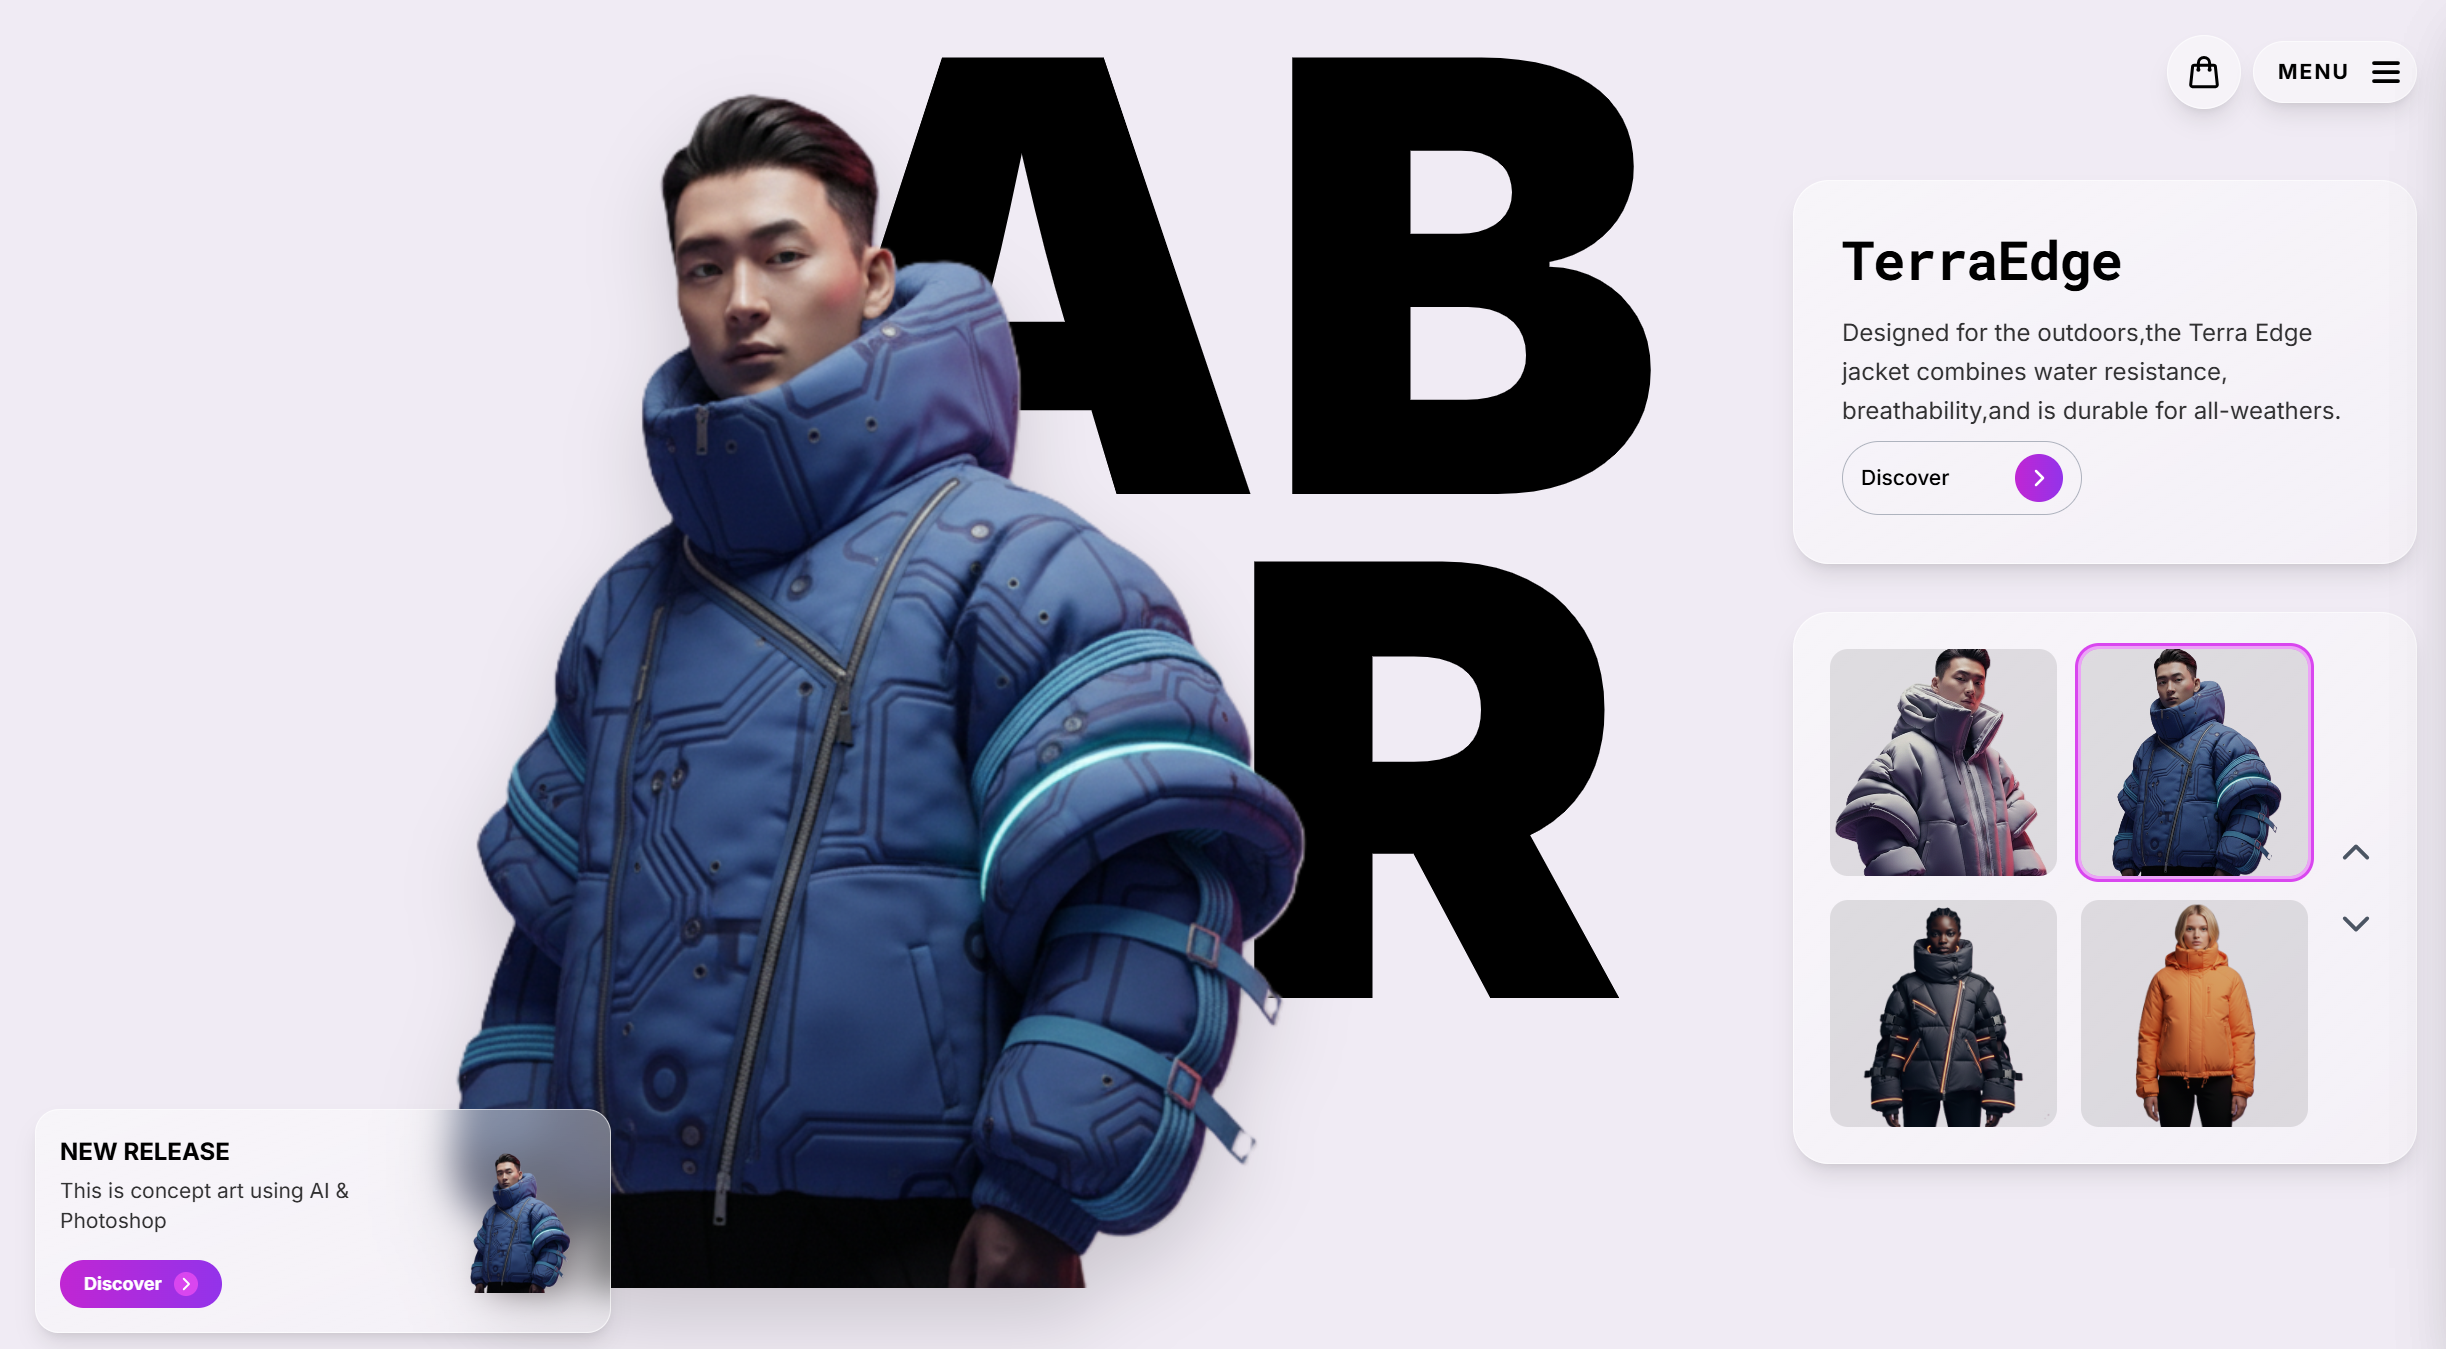 AB
R
MENU
TerraEdge
Designed for the outdoors,the Terra Edge
jacket combines water resistance,
breathability,and is durable for all-weathers.
Discover
NEW RELEASE
This is concept art using AI &
Photoshop
Discover